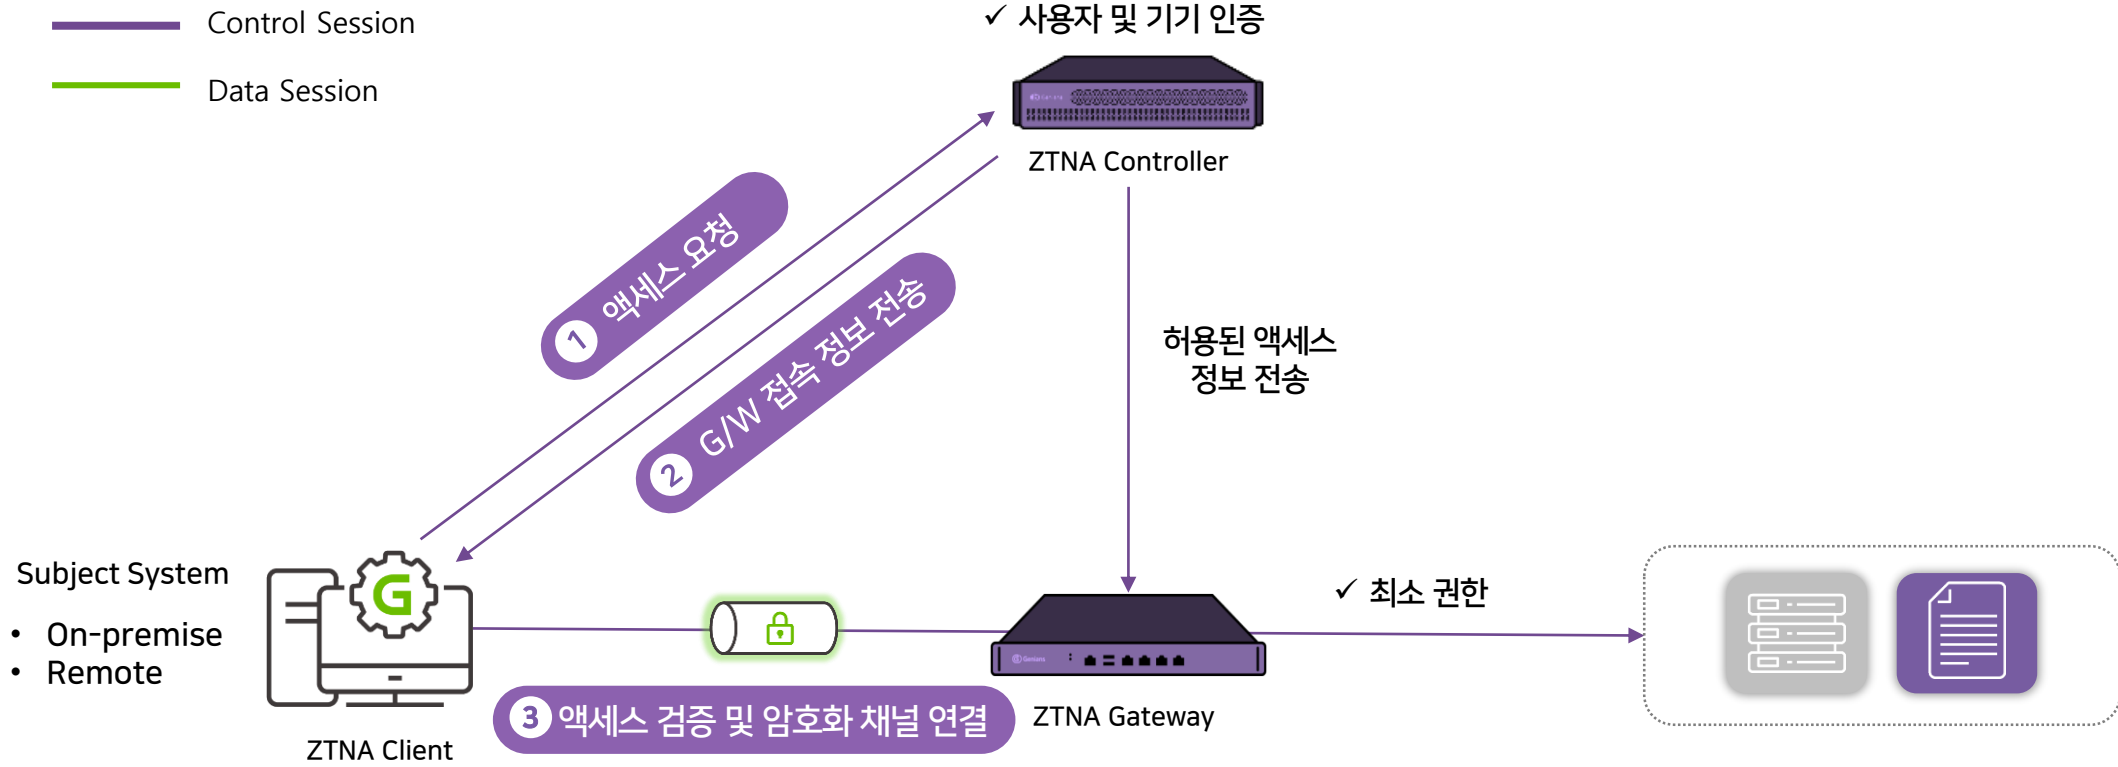 Control Session
Data Session
✓ 사용자 및 기기 인증
Genians
ZTNA Controller
1 액세스 요청
2 G/W 접속 정보 전송
허용된 액세스
정보 전송
Subject System
• On-premise
• Remote
G
ZTNA Client
3 액세스 검증 및 암호화 채널 연결
Genians
ZTNA Gateway
✓ 최소 권한